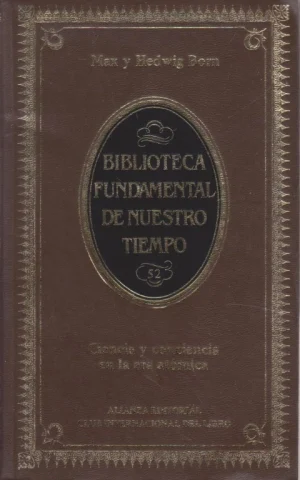 Max y Hedwig Born
BIBLIOTECA
FUNDAMENTAL
DE NUESTRO
TIEMPO
52
Ciencia y conciencia
en la era atómica
ALIANZA EDITORIAL
CLUB INTERNACIONAL DEL LIBRO